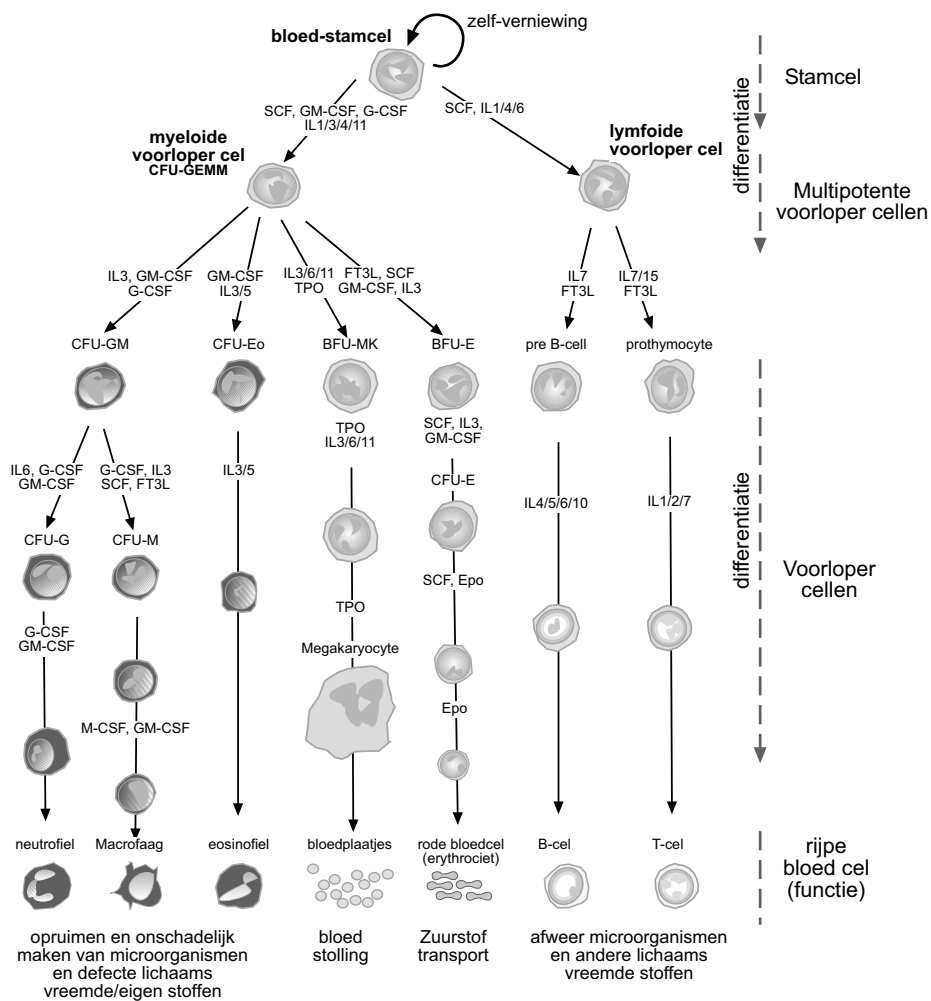 zelf-verniewing
bloed-stamcel
Stamcel
SCF, GM-CSF, G-CSF
IL1/3/4/11
SCF, IL1/4/6
differentiatie
myeloide
voorloper cel
CFU-GEMM
lymfoide
voorloper cel
Multipotente
voorloper cellen
IL3, GM-CSF
G-CSF
GM-CSF
IL3/5
IL3/6/11
TPO
FT3L, SCF
GM-CSF, IL3
IL7
FT3L
IL7/15
FT3L
CFU-GM
CFU-Eo
BFU-MK
BFU-E
pre B-cell
prothymocyte
TPO
IL3/6/11
SCF, IL3,
GM-CSF
IL6, G-CSF
GM-CSF
G-CSF, IL3
SCF, FT3L
IL3/5
CFU-E
IL4/5/6/10
IL1/2/7
differentiatie
CFU-G
CFU-M
Voorloper
cellen
SCF, Epo
TPO
G-CSF
GM-CSF
Megakaryocyte
M-CSF, GM-CSF
Epo
neutrofiel
Macrofaag
eosinofiel
bloedplaatjes
rode bloedcel
(erythrociet)
B-cel
T-cel
rijpe
bloed cel
(functie)
opruimen en onschadelijk
maken van microorganismen
en defecte lichaams
vreemde/eigen stoffen
bloed
stolling
Zuurstof
transport
afweer microorganismen
en andere lichaams
vreemde stoffen